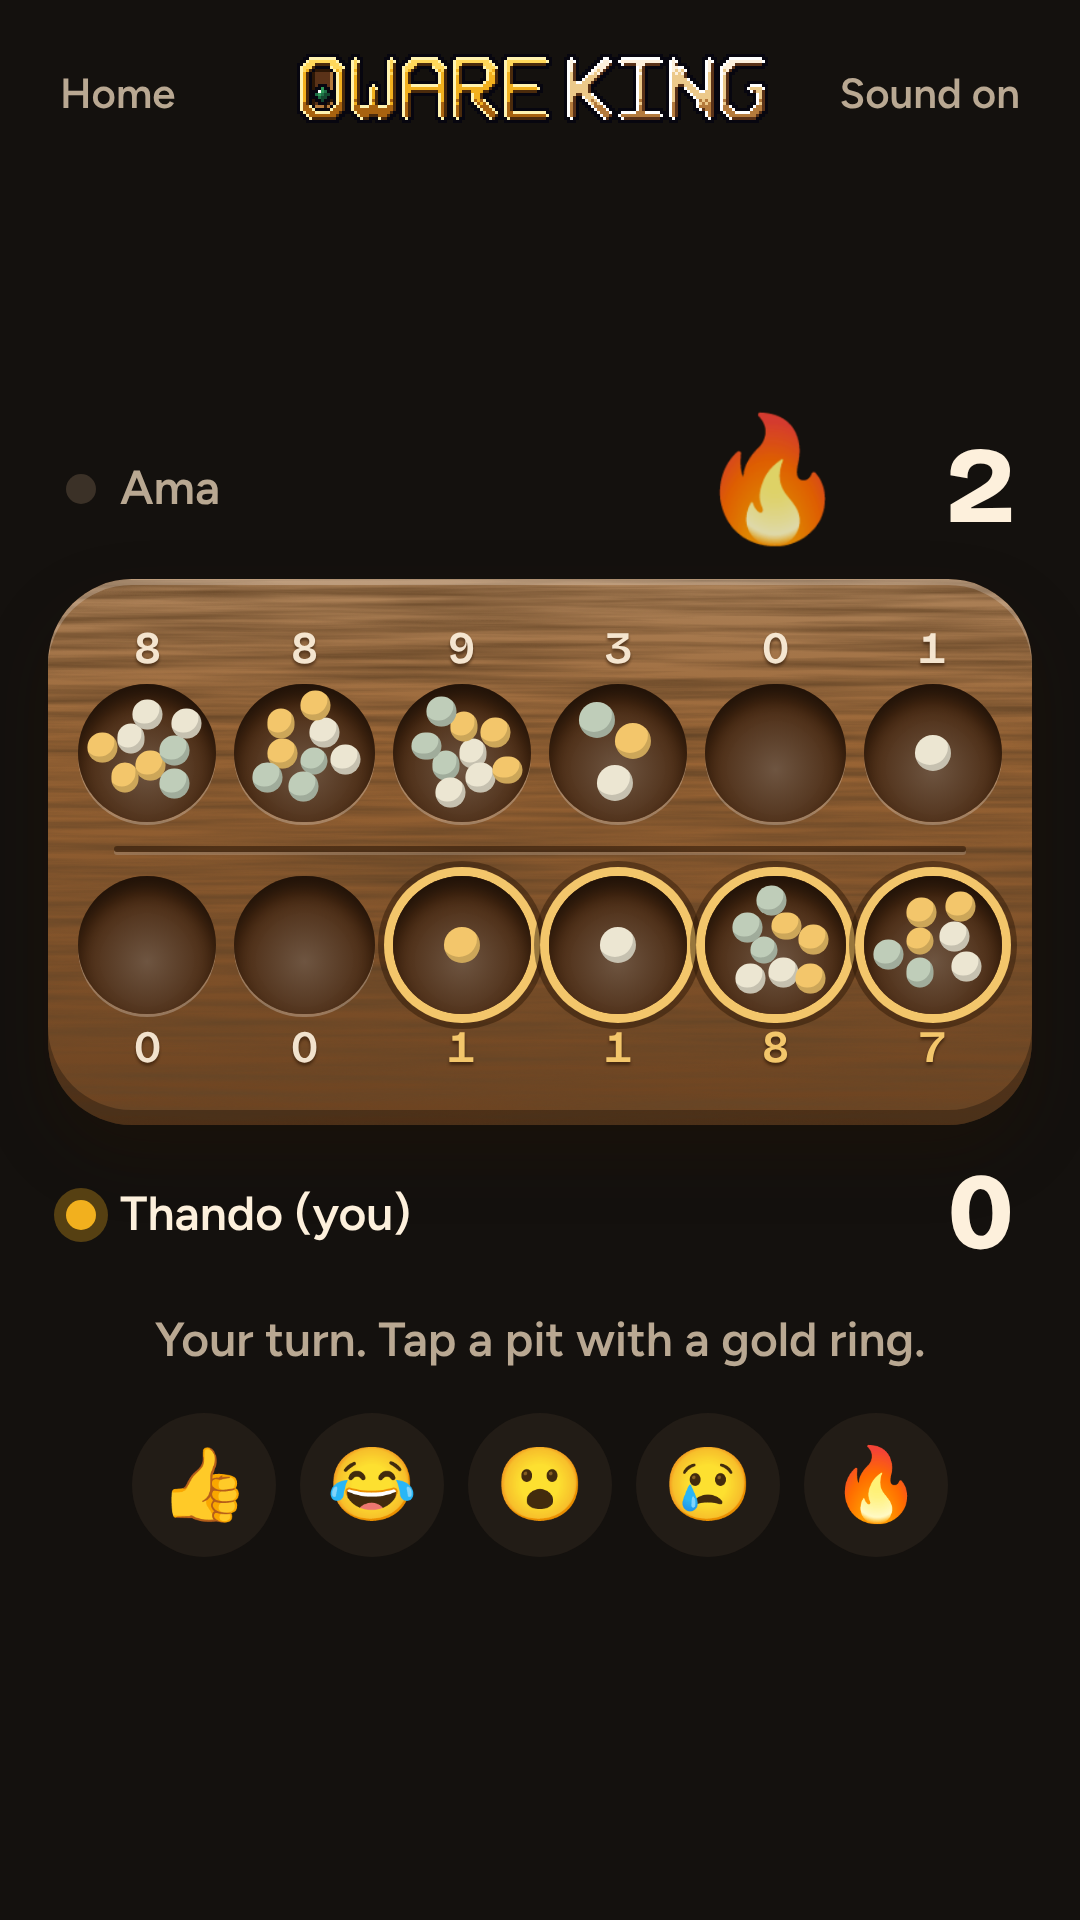 Home
OWARE KING
Sound on
Ama
2
8 8 9 3 0 1
0 0 1 1 8 7
Thando (you)
0
Your turn. Tap a pit with a gold ring.